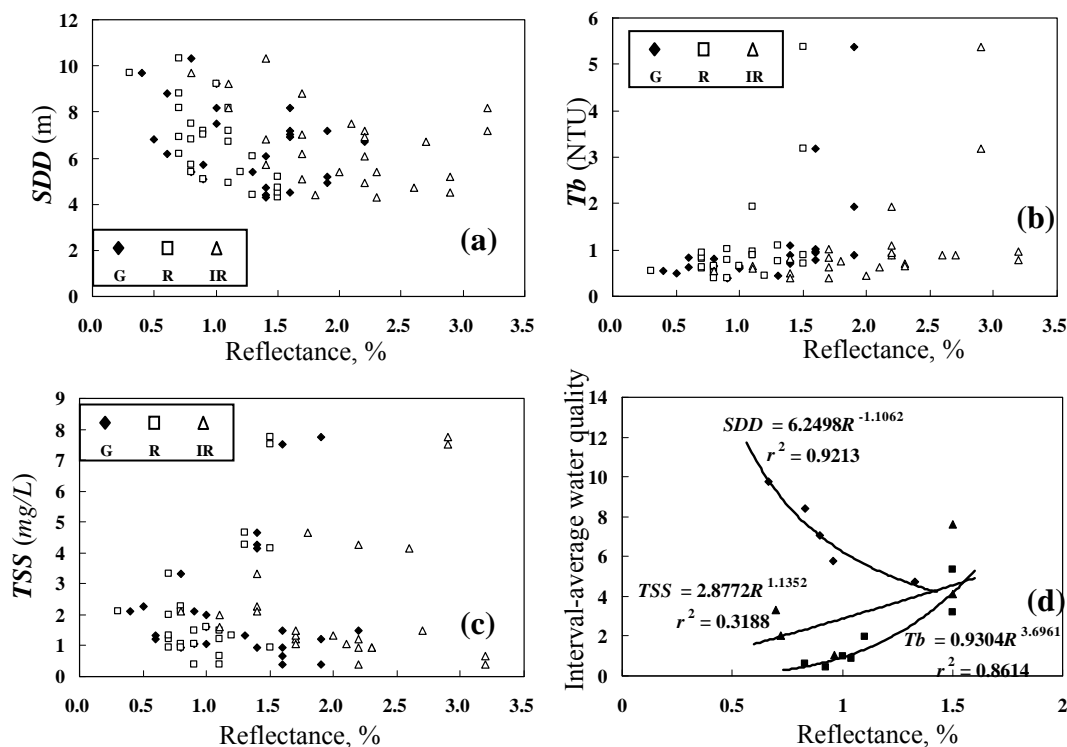 12
10
8
6
4
2
0
SDD (m)
G R IR
(a)
0.0 0.5 1.0 1.5 2.0 2.5 3.0 3.5
Reflectance, %
6
5
4
3
2
1
0
Tb (NTU)
G R IR
(b)
0.0 0.5 1.0 1.5 2.0 2.5 3.0 3.5
Reflectance, %
9
8
7
6
5
4
3
2
1
0
TSS (mg/L)
G R IR
(c)
0.0 0.5 1.0 1.5 2.0 2.5 3.0 3.5
Reflectance, %
14
12
10
8
6
4
2
0
Interval-average water quality
SDD = 6.2498R^-1.1062
r^2 = 0.9213
TSS = 2.8772R^1.1352
r^2 = 0.3188
(d)
Tb = 0.9304R^3.6961
r^2 = 0.8614
0 0.5 1 1.5 2
Reflectance, %